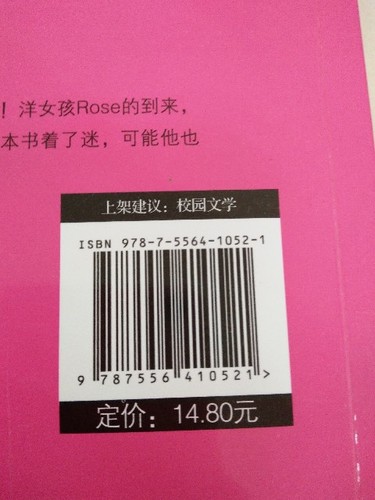 ！洋女孩Rose的到来，
本书着了迷，可能他也
上架建议：校园文学
ISBN 978-7-5564-1052-1
9 787556 410521 >
定价：14.80元